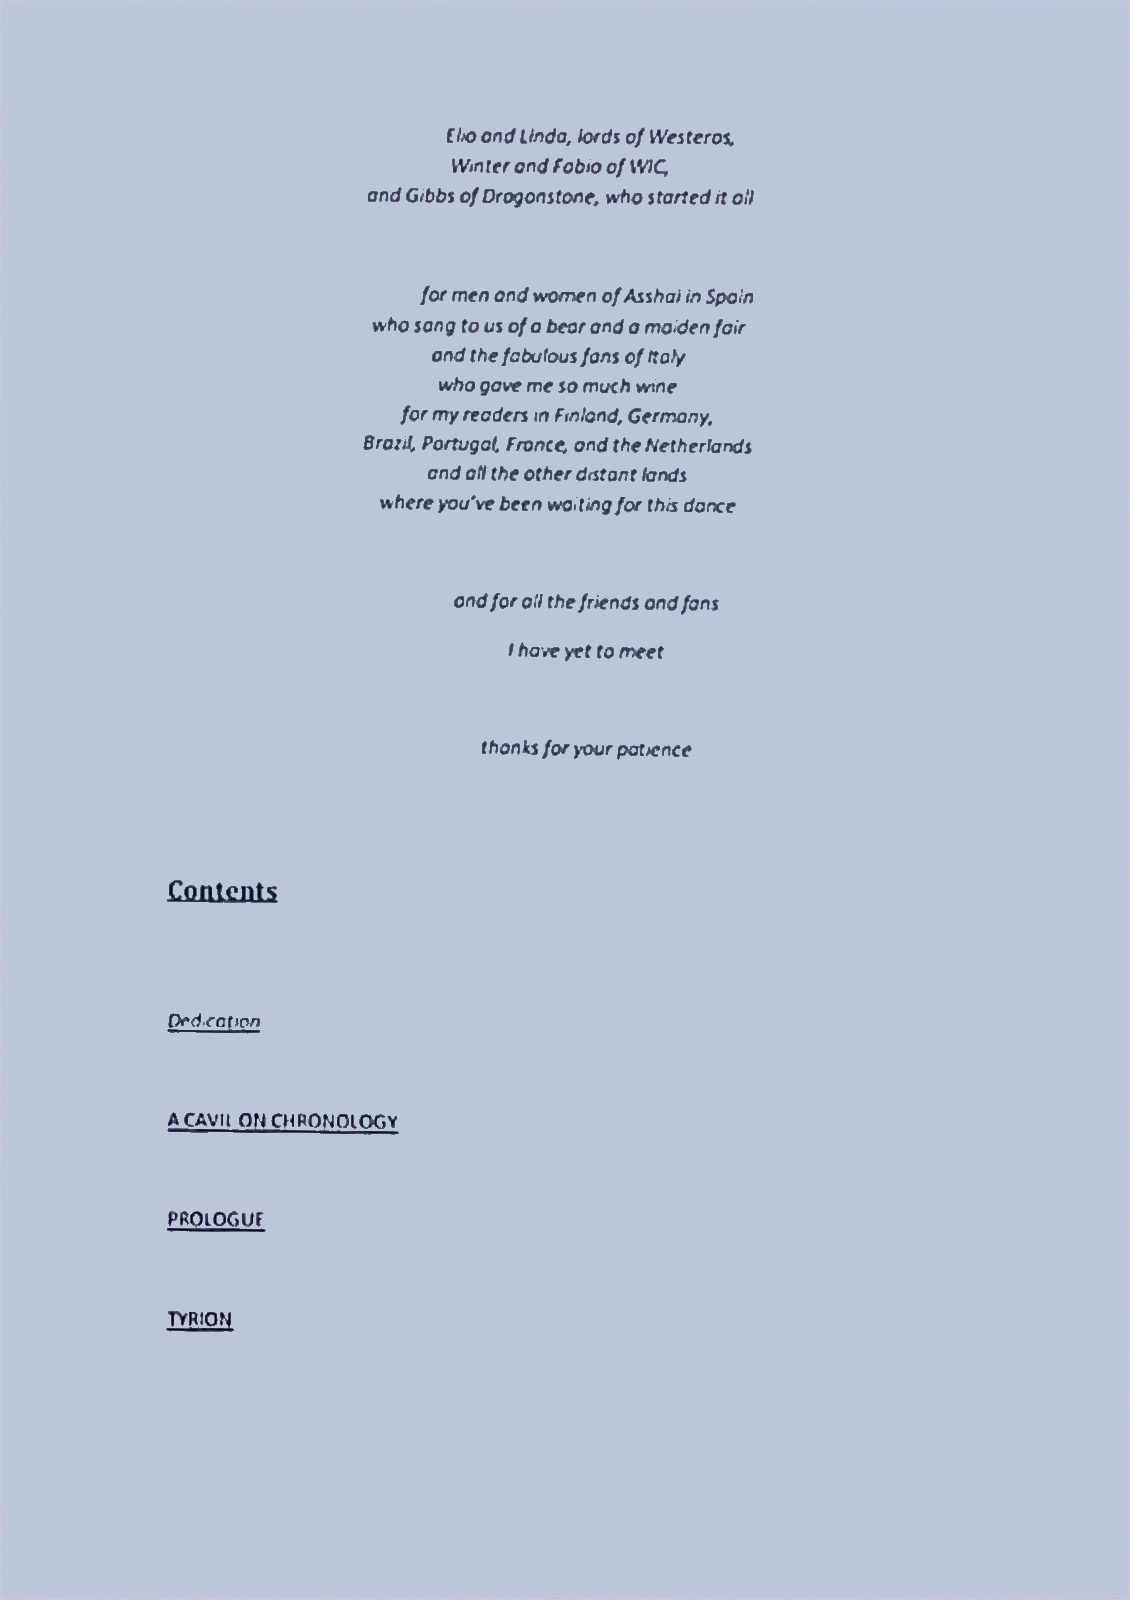 Elio and Linda, lords of Westeros,
Winter and Fabio of WIC,
and Gibbs of Dragonstone, who started it all
for men and women of Asshai in Spain
who sang to us of a bear and a maiden fair
and the fabulous fans of Italy
who gave me so much wine
for my readers in Finland, Germany,
Brazil, Portugal, France, and the Netherlands
and all the other distant lands
where you've been waiting for this dance
and for all the friends and fans
I have yet to meet
thanks for your patience
Contents
Dedication
A CAVIL ON CHRONOLOGY
PROLOGUE
TYRION